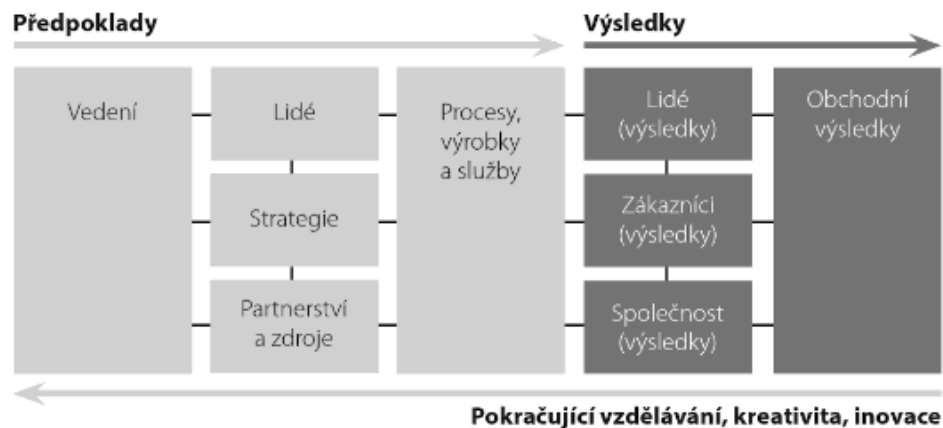 Předpoklady
Výsledky
Vedení
Lidé
Procesy,
výrobky
a služby
Lidé
(výsledky)
Obchodní
výsledky
Strategie
Zákazníci
(výsledky)
Partnerství
a zdroje
Společnost
(výsledky)
Pokračující vzdělávání, kreativita, inovace